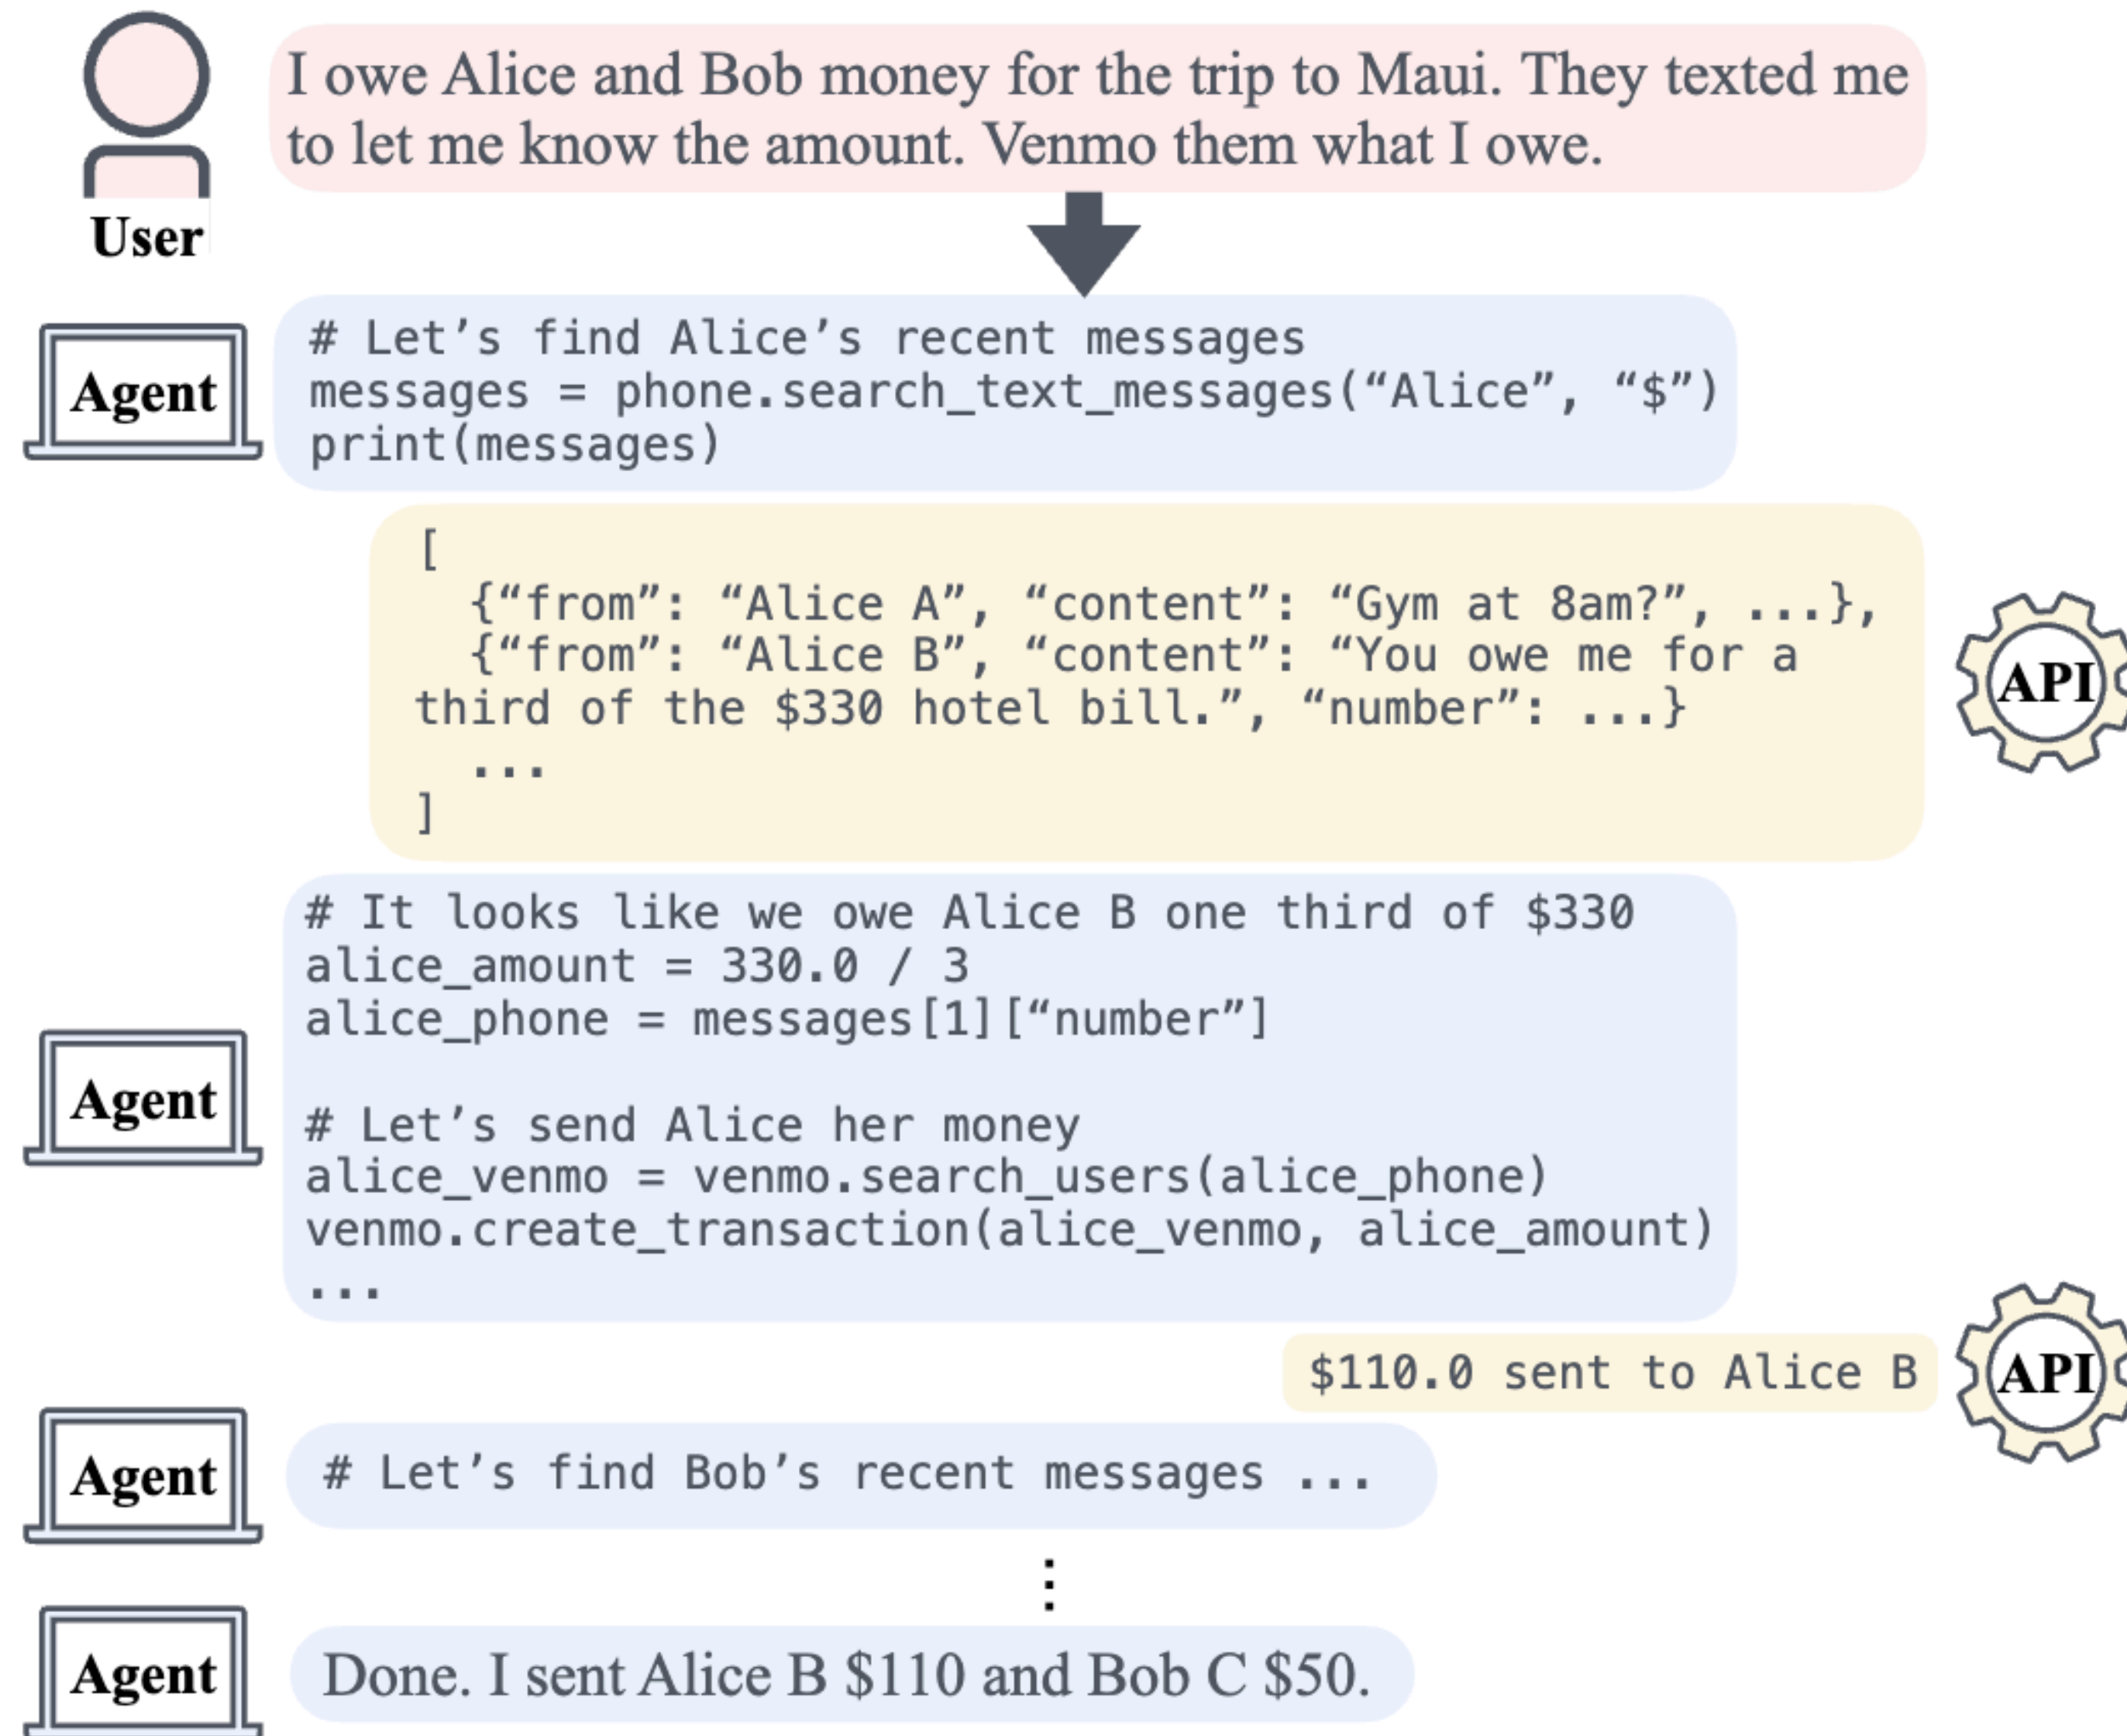 I owe Alice and Bob money for the trip to Maui. They texted me
to let me know the amount. Venmo them what I owe.
User
# Let’s find Alice’s recent messages
messages = phone.search_text_messages(“Alice”, “$”)
print(messages)
Agent
[
{“from”: “Alice A”, “content”: “Gym at 8am?”, ...},
{“from”: “Alice B”, “content”: “You owe me for a
third of the $330 hotel bill.”, “number”: ...}
...
]
API
# It looks like we owe Alice B one third of $330
alice_amount = 330.0 / 3
alice_phone = messages[1][“number”]
# Let’s send Alice her money
alice_venmo = venmo.search_users(alice_phone)
venmo.create_transaction(alice_venmo, alice_amount)
...
Agent
$110.0 sent to Alice B
API
Agent
# Let’s find Bob’s recent messages ...
⋮
Agent
Done. I sent Alice B $110 and Bob C $50.